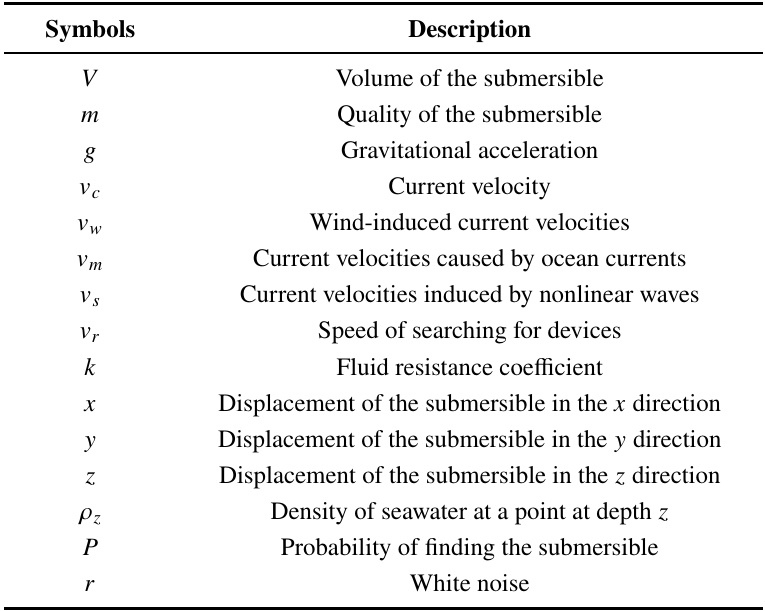 Symbols Description
V Volume of the submersible
m Quality of the submersible
g Gravitational acceleration
v_c Current velocity
v_w Wind-induced current velocities
v_m Current velocities caused by ocean currents
v_s Current velocities induced by nonlinear waves
v_r Speed of searching for devices
k Fluid resistance coefficient
x Displacement of the submersible in the x direction
y Displacement of the submersible in the y direction
z Displacement of the submersible in the z direction
ρ_z Density of seawater at a point at depth z
P Probability of finding the submersible
r White noise